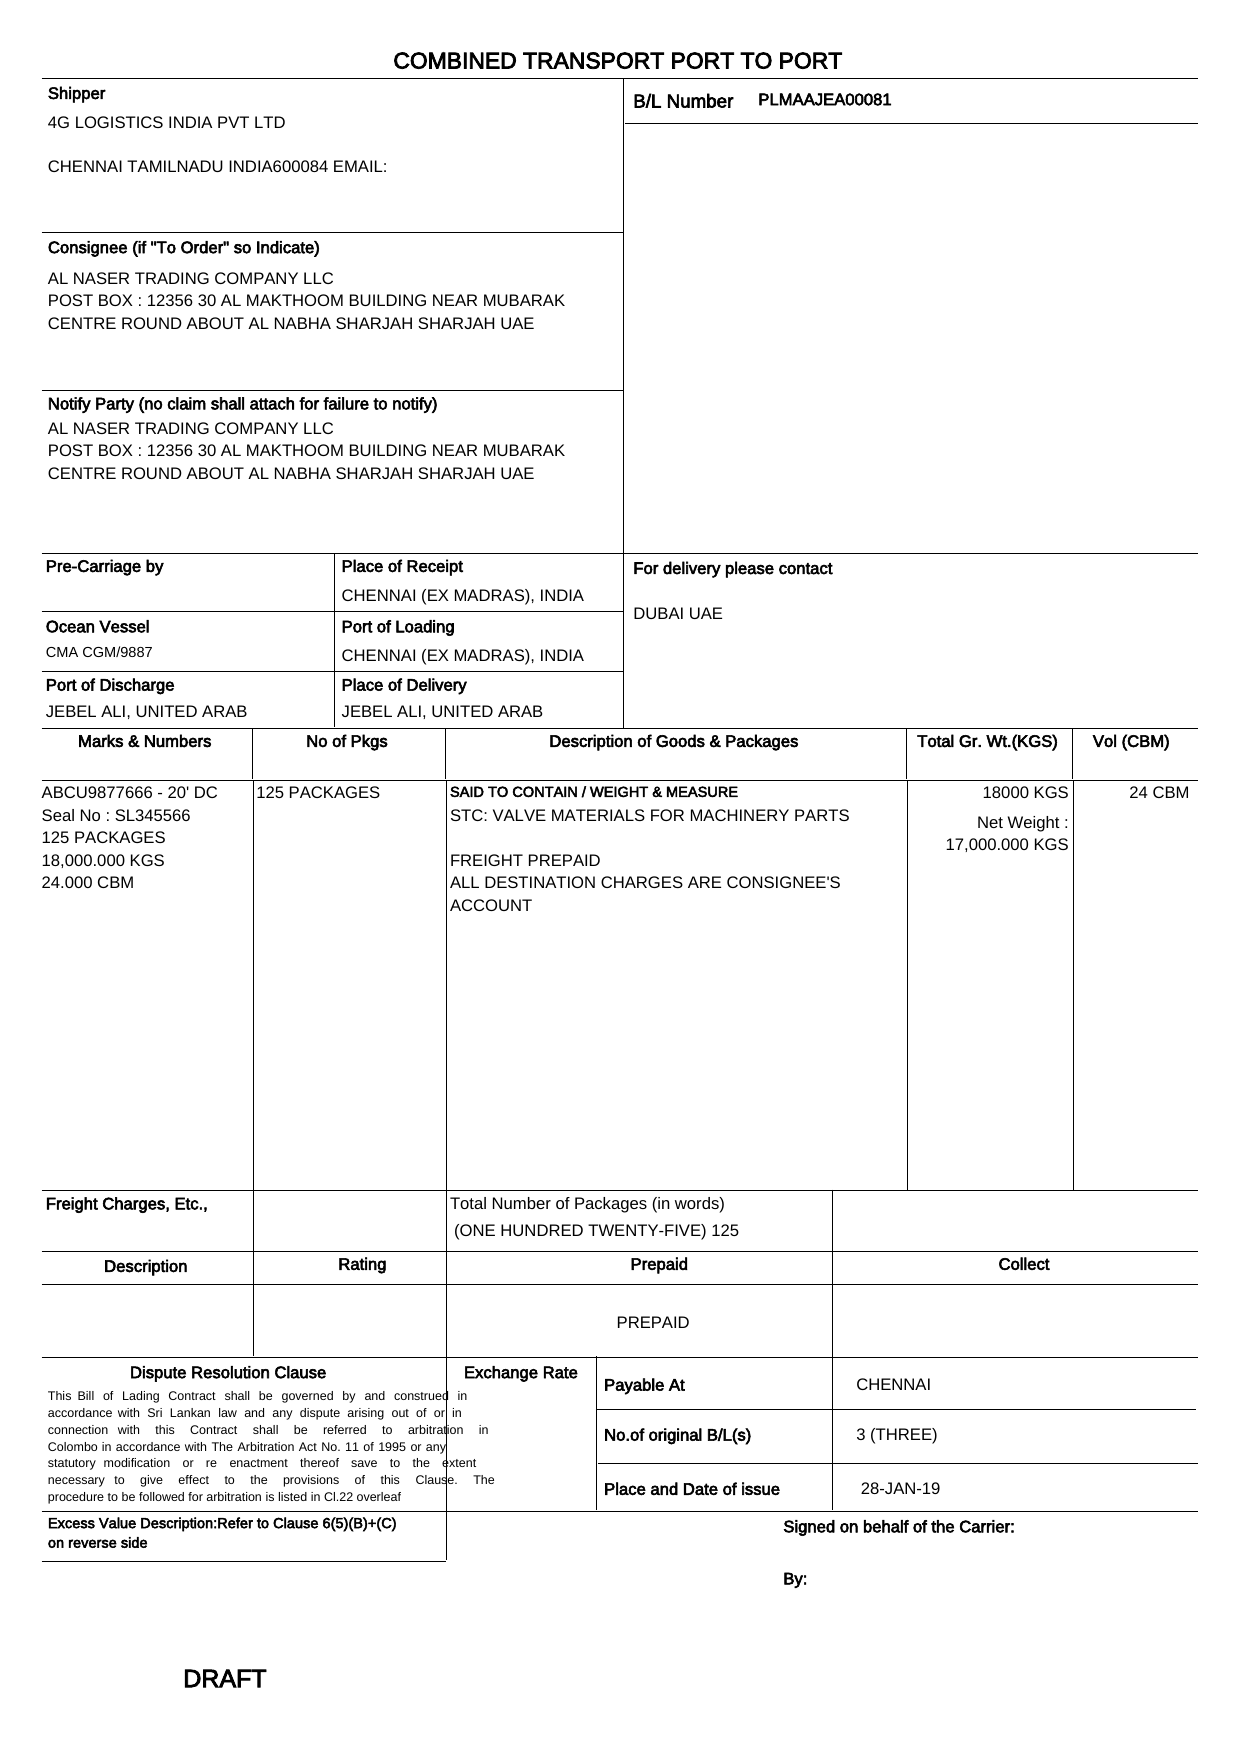 COMBINED TRANSPORT PORT TO PORT
Shipper
4G LOGISTICS INDIA PVT LTD
CHENNAI TAMILNADU INDIA600084 EMAIL:
B/L Number PLMAAJEA00081
Consignee (if "To Order" so Indicate)
AL NASER TRADING COMPANY LLC
POST BOX : 12356 30 AL MAKTHOOM BUILDING NEAR MUBARAK
CENTRE ROUND ABOUT AL NABHA SHARJAH SHARJAH UAE
Notify Party (no claim shall attach for failure to notify)
AL NASER TRADING COMPANY LLC
POST BOX : 12356 30 AL MAKTHOOM BUILDING NEAR MUBARAK
CENTRE ROUND ABOUT AL NABHA SHARJAH SHARJAH UAE
Pre-Carriage by
Place of Receipt
CHENNAI (EX MADRAS), INDIA
For delivery please contact
DUBAI UAE
Ocean Vessel
CMA CGM/9887
Port of Loading
CHENNAI (EX MADRAS), INDIA
Port of Discharge
JEBEL ALI, UNITED ARAB
Place of Delivery
JEBEL ALI, UNITED ARAB
Marks & Numbers
No of Pkgs
Description of Goods & Packages
Total Gr. Wt.(KGS)
Vol (CBM)
ABCU9877666 - 20' DC
Seal No : SL345566
125 PACKAGES
18,000.000 KGS
24.000 CBM
125 PACKAGES
SAID TO CONTAIN / WEIGHT & MEASURE
STC: VALVE MATERIALS FOR MACHINERY PARTS
FREIGHT PREPAID
ALL DESTINATION CHARGES ARE CONSIGNEE'S
ACCOUNT
18000 KGS
Net Weight :
17,000.000 KGS
24 CBM
Freight Charges, Etc.,
Total Number of Packages (in words)
(ONE HUNDRED TWENTY-FIVE) 125
Description
Rating
Prepaid
Collect
PREPAID
Dispute Resolution Clause
This Bill of Lading Contract shall be governed by and construed in
accordance with Sri Lankan law and any dispute arising out of or in
connection with this Contract shall be referred to arbitration in
Colombo in accordance with The Arbitration Act No. 11 of 1995 or any
statutory modification or re enactment thereof save to the extent
necessary to give effect to the provisions of this Clause. The
procedure to be followed for arbitration is listed in Cl.22 overleaf
Exchange Rate
Payable At
CHENNAI
No.of original B/L(s)
3 (THREE)
Place and Date of issue
28-JAN-19
Excess Value Description:Refer to Clause 6(5)(B)+(C)
on reverse side
Signed on behalf of the Carrier:
By:
DRAFT